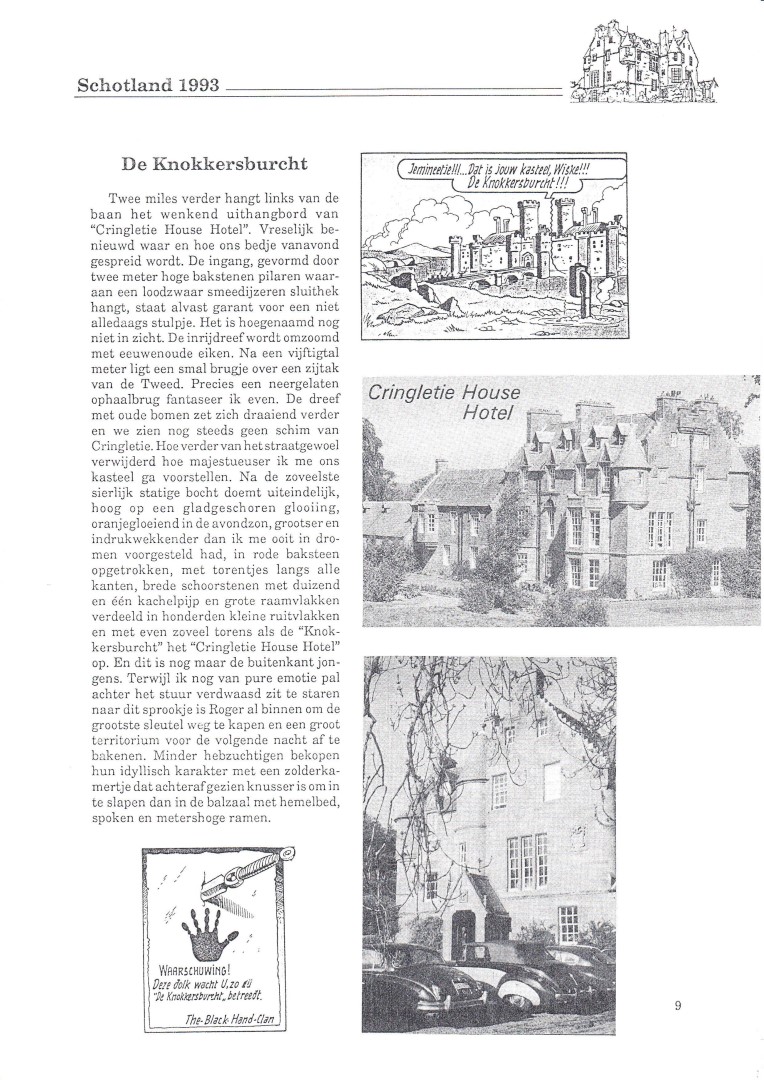 Schotland 1993
De Knokkersburcht
Twee miles verder hangt links van de
baan het wenkend uithangbord van
“Cringletie House Hotel”. Vreselijk be-
nieuwd waar en hoe ons bedje vanavond
gespreid wordt. De ingang, gevormd door
twee meter hoge bakstenen pilaren waar-
aan een loodzwaar smeedijzeren sluithek
hangt, staat alvast garant voor een niet
alledaags stulpje. Het is hoegenaamd nog
niet in zicht. De inrijdreef wordt omzoomd
met eeuwenoude eiken. Na een vijftigtal
meter ligt een smal brugje over een zijtak
van de Tweed. Precies een neergelaten
ophaalbrug fantaseer ik even. De dreef
met oude bomen zet zich draaiend verder
en we zien nog steeds geen schim van
Cringletie. Hoe verder van het straatgewoel
verwijderd hoe majestueuser ik me ons
kasteel ga voorstellen. Na de zoveelste
sierlijk statige bocht doemt uiteindelijk,
hoog op een gladgeschoren glooiing,
oranjegloeiend in de avondzon, grootser en
indrukwekkender dan ik me ooit in dro-
men voorgesteld had, in rode baksteen
opgetrokken, met torentjes langs alle
kanten, brede schoorstenen met duizend
en één kachelpijp en grote raamvlakken
verdeeld in honderden kleine ruitvlakken
en met even zoveel torens als de “Knok-
kersburcht” het “Cringletie House Hotel”
op. En dit is nog maar de buitenkant jon-
gens. Terwijl ik nog van pure emotie pal
achter het stuur verdwaasd zit te staren
naar dit sprookje is Roger al binnen om de
grootste sleutel weg te kapen en een groot
territorium voor de volgende nacht af te
bakenen. Minder hebzuchtigen bekopen
hun idyllisch karakter met een zolderka-
mertje dat achteraf gezien knusser is om in
te slapen dan in de balzaal met hemelbed,
spoken en metershoge ramen.
Jemineetje!!!...Dat is jouw kasteel, Wiske!!!
De Knokkersburcht!!!
Cringletie House
Hotel
WAARSCHUWING!
Deze dolk wacht U, zo gij
"De Knokkersburcht„ betreedt.
The-Black-Hand-Clan
9